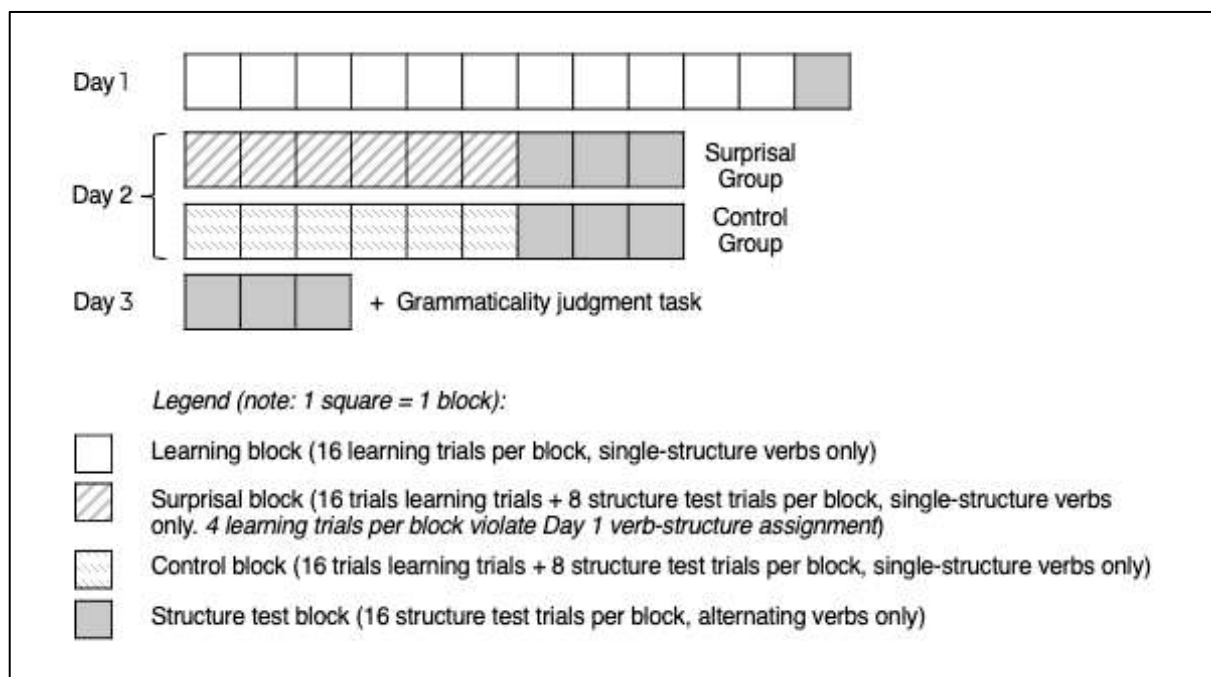 Day 1
Surprisal
Group
Day 2
Control
Group
Day 3
+ Grammaticality judgment task
Legend (note: 1 square = 1 block):
Learning block (16 learning trials per block, single-structure verbs only)
Surprisal block (16 trials learning trials + 8 structure test trials per block, single-structure verbs
only. 4 learning trials per block violate Day 1 verb-structure assignment)
Control block (16 trials learning trials + 8 structure test trials per block, single-structure verbs only)
Structure test block (16 structure test trials per block, alternating verbs only)